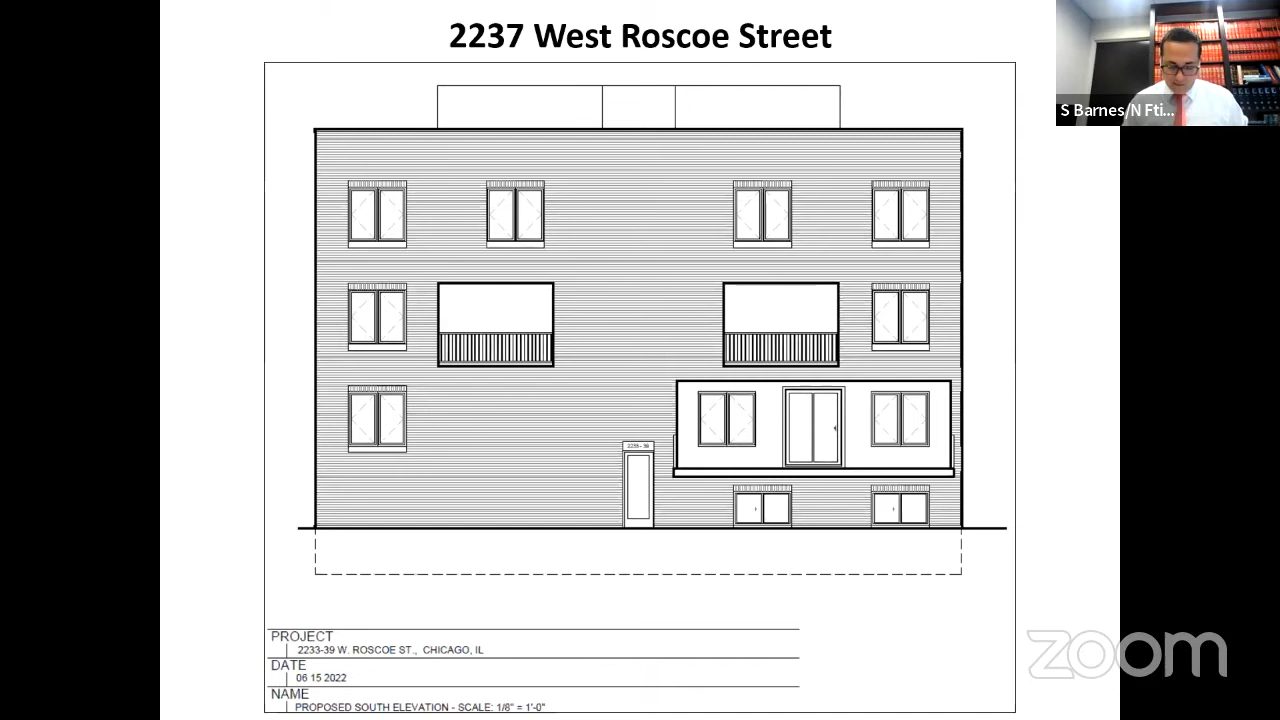 2237 West Roscoe Street
S Barnes/N Fti...
PROJECT
2233-39 W. ROSCOE ST., CHICAGO, IL
DATE
06 15 2022
NAME
PROPOSED SOUTH ELEVATION - SCALE: 1/8" = 1'-0"
zoom